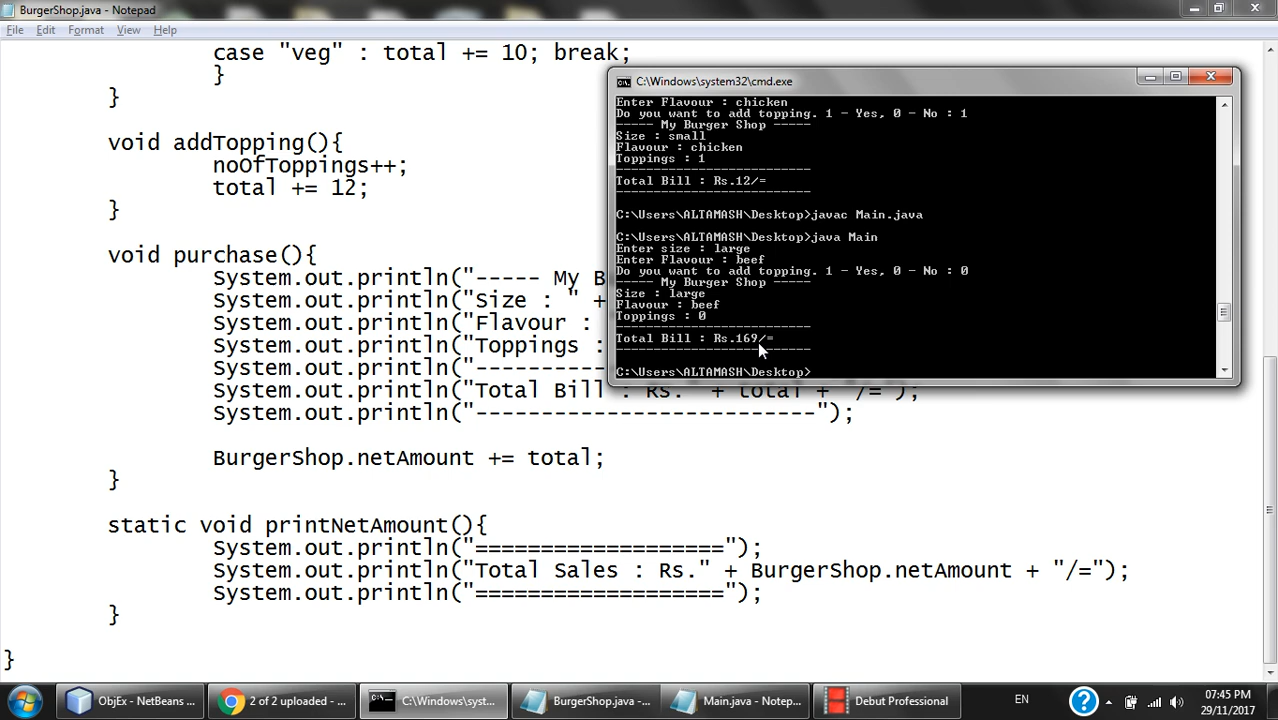 BurgerShop.java - Notepad
File Edit Format View Help
case "veg" : total += 10; break;
}
}
void addTopping(){
noOfToppings++;
total += 12;
}
void purchase(){
System.out.println("----- My B
System.out.println("Size : " +
System.out.println("Flavour :
System.out.println("Toppings :
System.out.println("----------
System.out.println("Total Bill : Rs." + total + "/=");
System.out.println("--------------------------");
BurgerShop.netAmount += total;
}
static void printNetAmount(){
System.out.println("===================");
System.out.println("Total Sales : Rs." + BurgerShop.netAmount + "/=");
System.out.println("===================");
}
}
C:\Windows\system32\cmd.exe
Enter Flavour : chicken
Do you want to add topping. 1 - Yes, 0 - No : 1
----- My Burger Shop -----
Size : small
Flavour : chicken
Toppings : 1
--------------------------
Total Bill : Rs.12/=
--------------------------
C:\Users\ALTAMASH\Desktop>javac Main.java
C:\Users\ALTAMASH\Desktop>java Main
Enter size : large
Enter Flavour : beef
Do you want to add topping. 1 - Yes, 0 - No : 0
----- My Burger Shop -----
Size : large
Flavour : beef
Toppings : 0
--------------------------
Total Bill : Rs.169/=
--------------------------
C:\Users\ALTAMASH\Desktop>
ObjEx - NetBeans ...
2 of 2 uploaded - ...
C:\Windows\syst...
BurgerShop.java -...
Main.java - Notep...
Debut Professional
EN
07:45 PM
29/11/2017